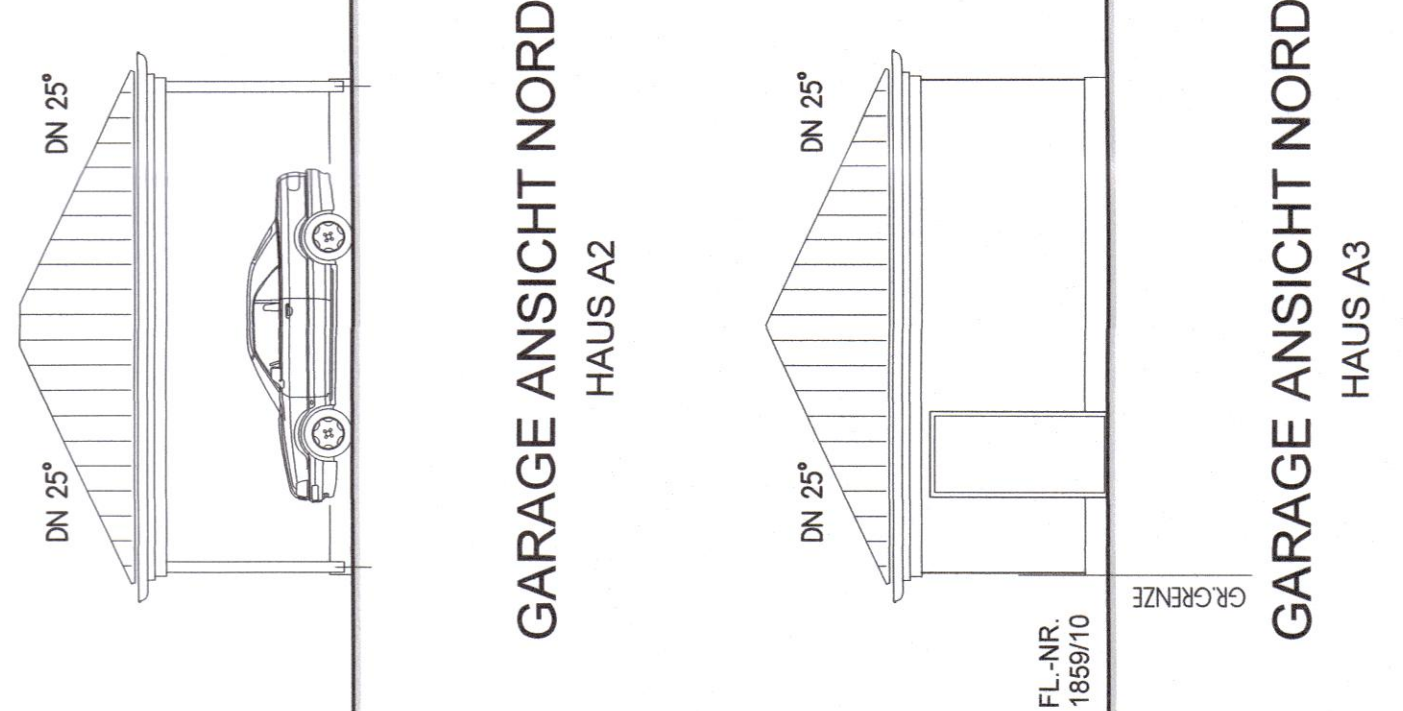 DN 25°
DN 25°
GARAGE ANSICHT NORD
HAUS A2
DN 25°
DN 25°
FL.-NR.
1859/10
GR.GRENZE
GARAGE ANSICHT NORD
HAUS A3